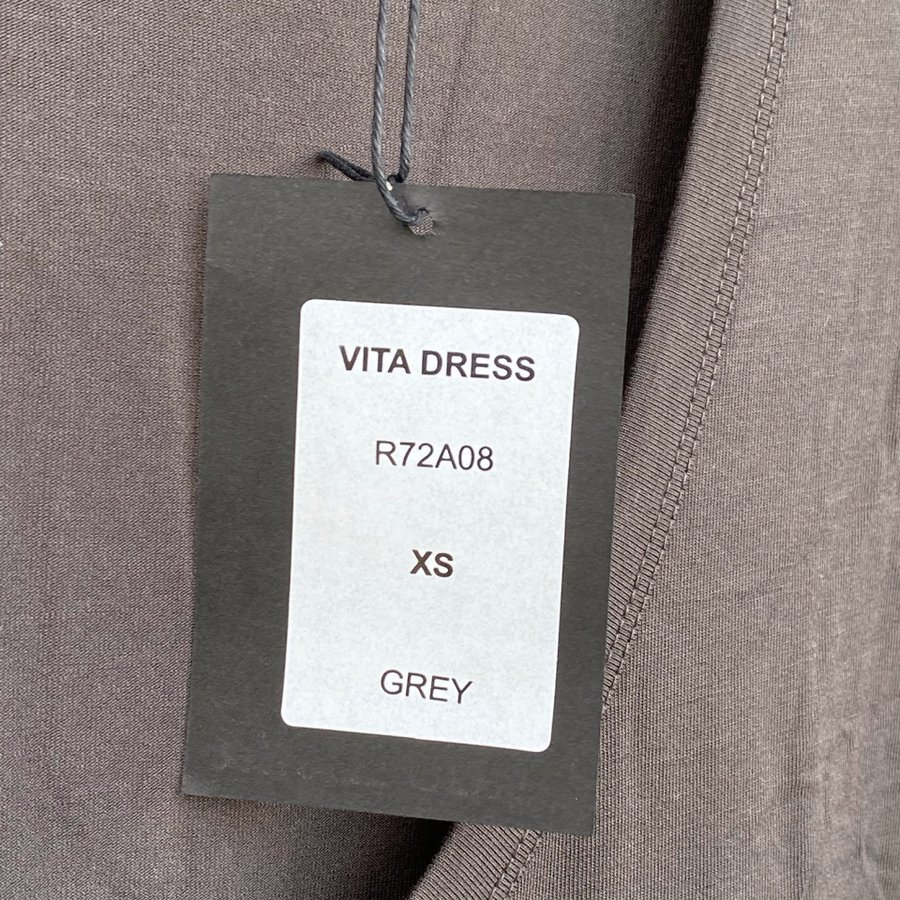 VITA DRESS
R72A08
XS
GREY